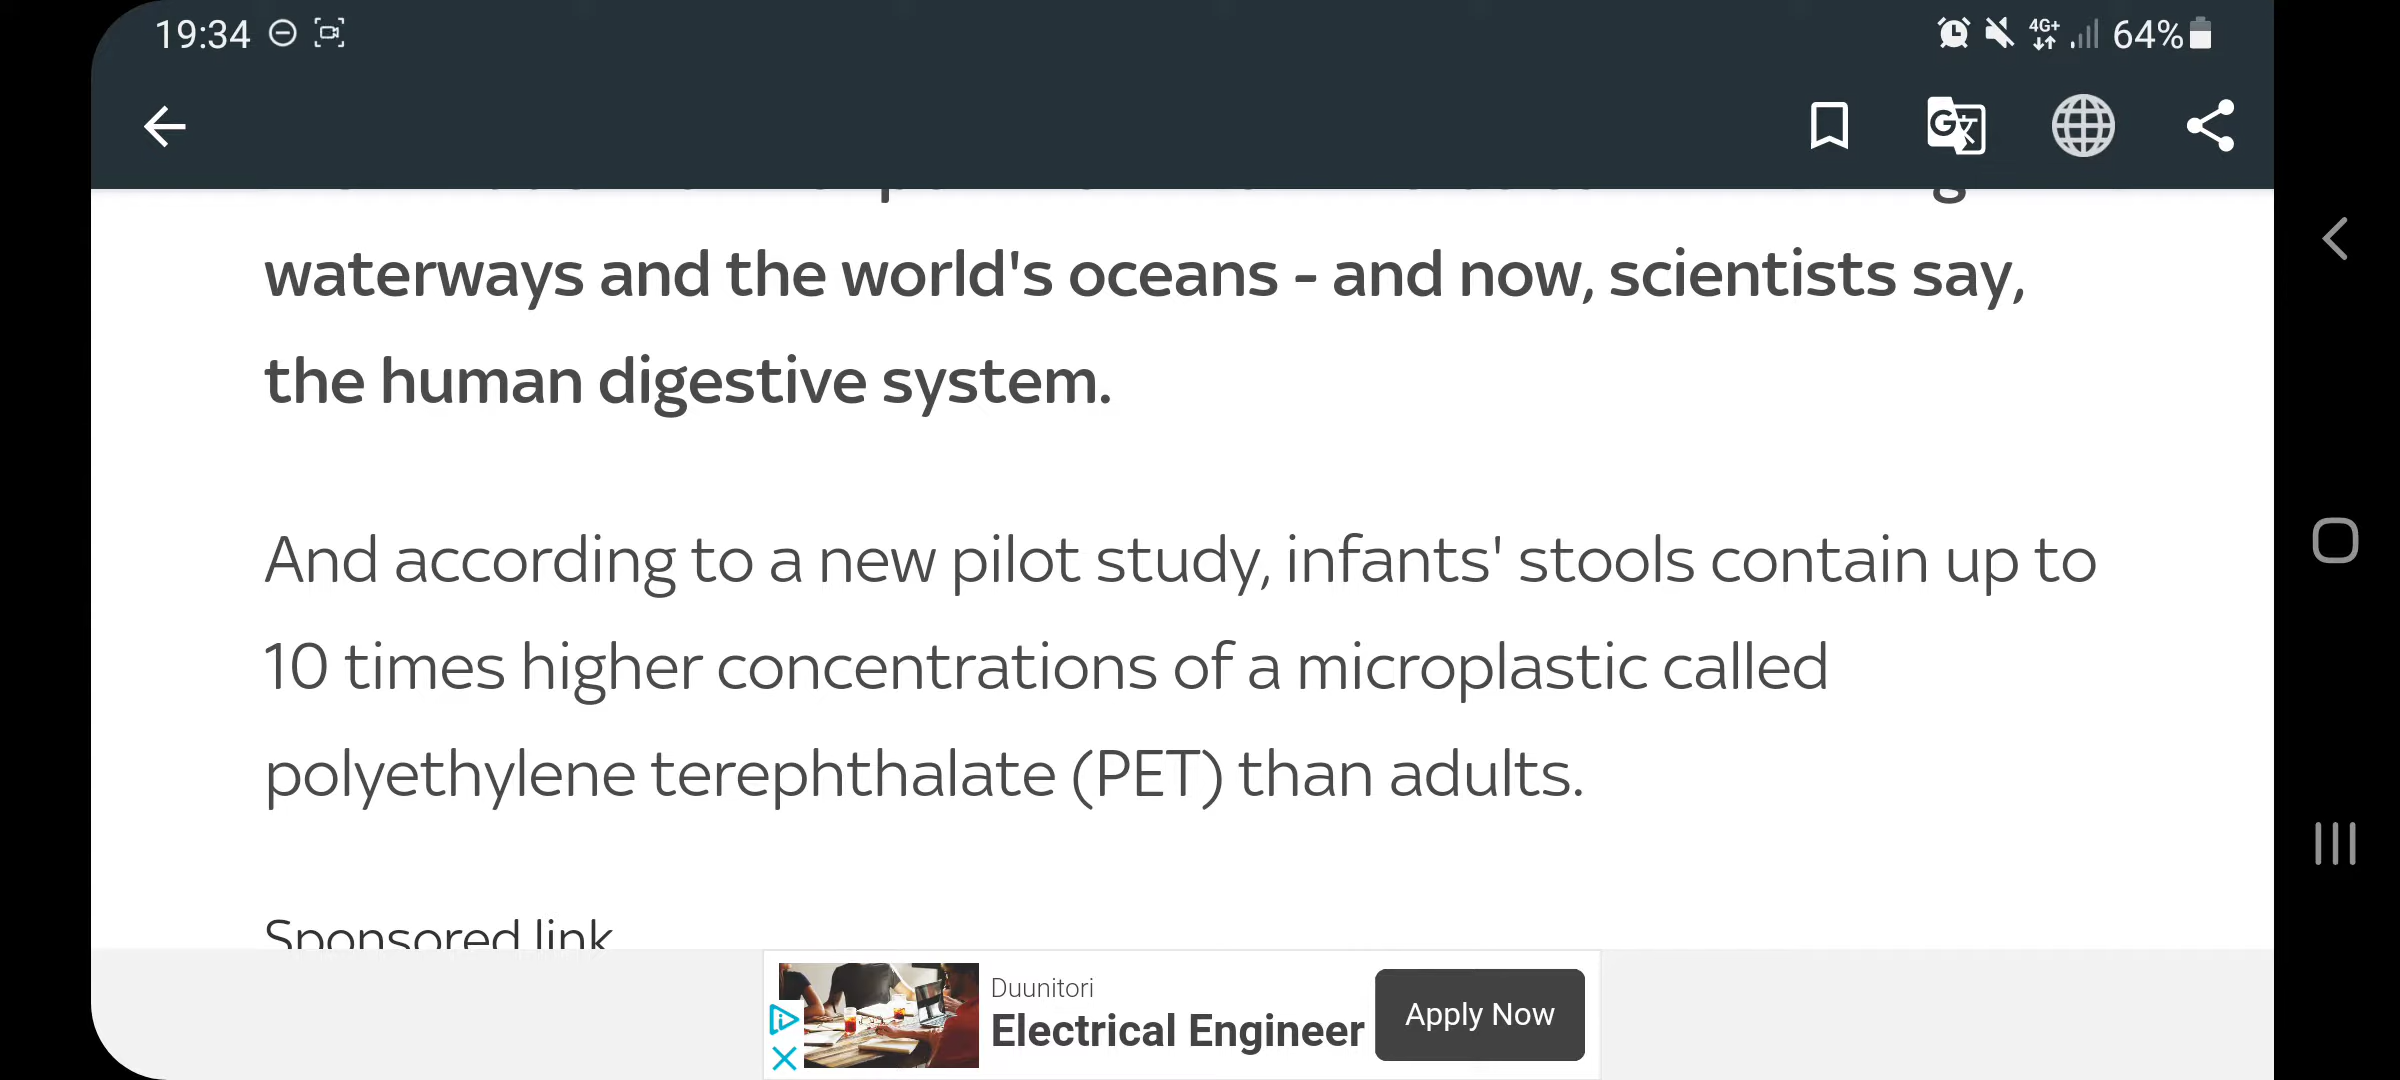 19:34
4G+
64%
waterways and the world's oceans - and now, scientists say,
the human digestive system.
And according to a new pilot study, infants' stools contain up to
10 times higher concentrations of a microplastic called
polyethylene terephthalate (PET) than adults.
Sponsored link
Duunitori
Electrical Engineer
Apply Now